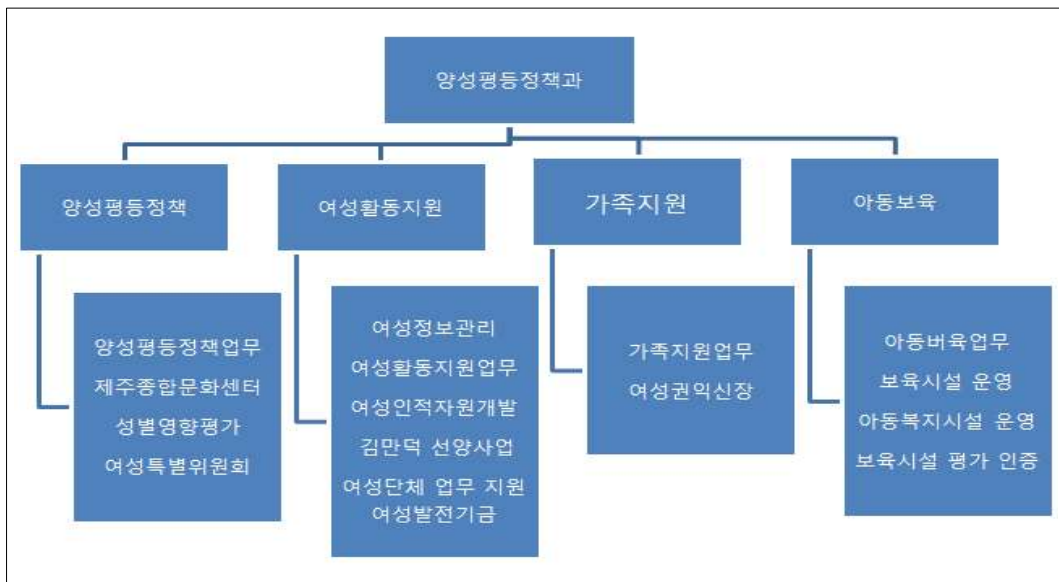 양성평등정책과
양성평등정책
여성활동지원
가족지원
아동보육
양성평등정책업무
제주종합문화센터
성별영향평가
여성특별위원회
여성정보관리
여성활동지원업무
여성인적자원개발
김만덕 선양사업
여성단체 업무 지원
여성발전기금
가족지원업무
여성권익신장
아동버육업무
보육시설 운영
아동복지시설 운영
보육시설 평가 인증